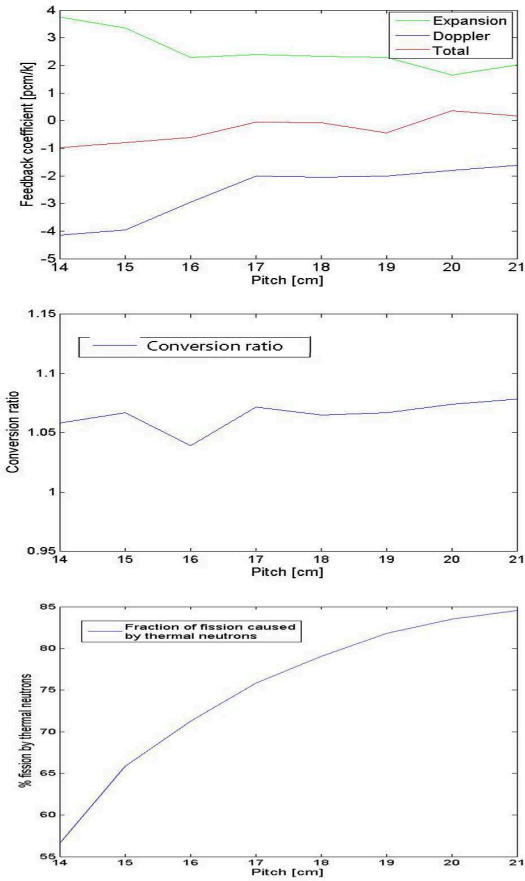 4
3
2
1
0
-1
-2
-3
-4
-5
Feedback coefficient [pcm/k]
Expansion
Doppler
Total
14 15 16 17 18 19 20 21
Pitch [cm]
1.15
1.1
1.05
1
0.95
Conversion ratio
Conversion ratio
14 15 16 17 18 19 20 21
Pitch [cm]
85
80
75
70
65
60
55
% fission by thermal neutrons
Fraction of fission caused
by thermal neutrons
14 15 16 17 18 19 20 21
Pitch [cm]